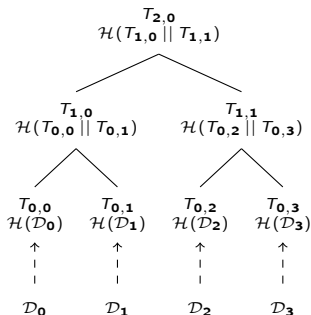 T2,0
H(T1,0 || T1,1)
T1,0 T1,1
H(T0,0 || T0,1) H(T0,2 || T0,3)
T0,0 T0,1 T0,2 T0,3
H(D0) H(D1) H(D2) H(D3)
D0 D1 D2 D3